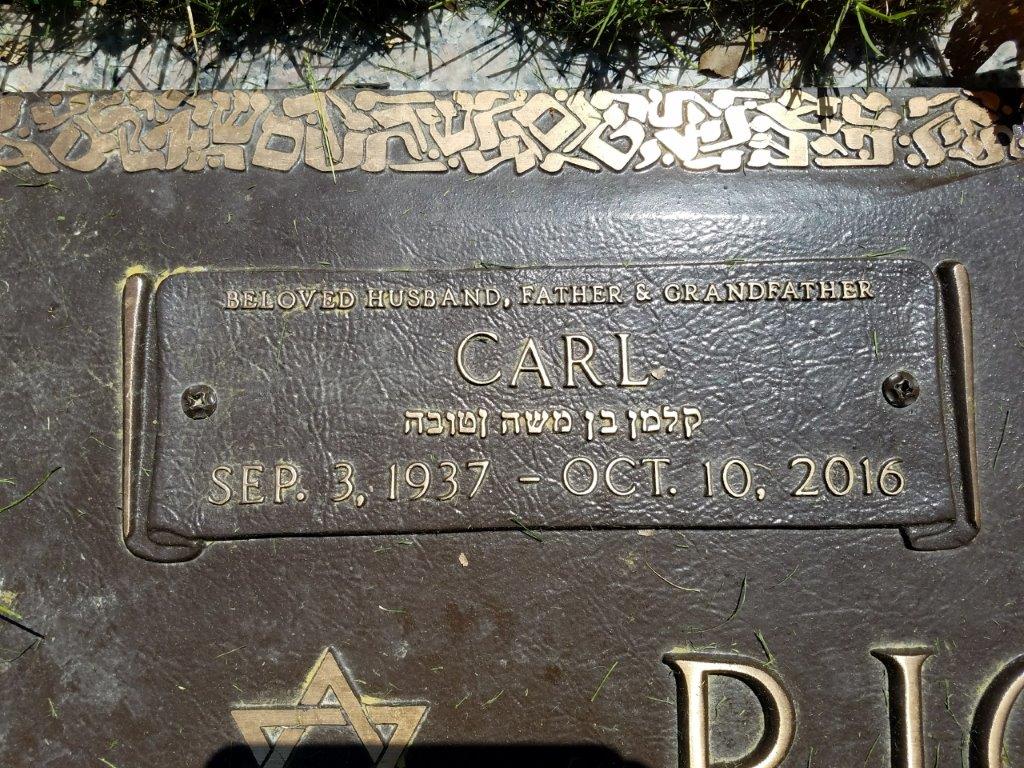 BELOVED HUSBAND, FATHER & GRANDFATHER
CARL
קלמן בן משה וטובה
SEP. 3, 1937 – OCT. 10, 2016